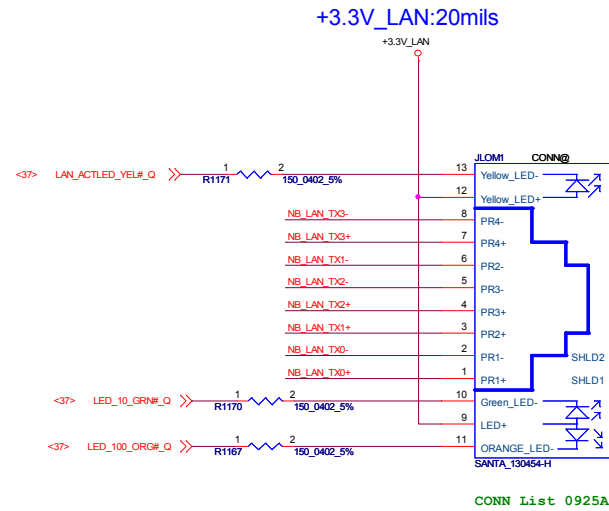 +3.3V_LAN:20mils
+3.3V_LAN
JLOM1 CONN@
<37> LAN_ACTLED_YEL#_Q 1 2 13 Yellow_LED-
R1171 150_0402_5%
12 Yellow_LED+
NB_LAN_TX3- 8 PR4-
NB_LAN_TX3+ 7 PR4+
NB_LAN_TX1- 6 PR2-
NB_LAN_TX2- 5 PR3-
NB_LAN_TX2+ 4 PR3+
NB_LAN_TX1+ 3 PR2+
NB_LAN_TX0- 2 PR1- SHLD2
NB_LAN_TX0+ 1 PR1+ SHLD1
<37> LED_10_GRN#_Q 1 2 10 Green_LED-
R1170 150_0402_5%
9 LED+
<37> LED_100_ORG#_Q 1 2 11 ORANGE_LED-
R1167 150_0402_5%
SANTA_130454-H
CONN List 0925A